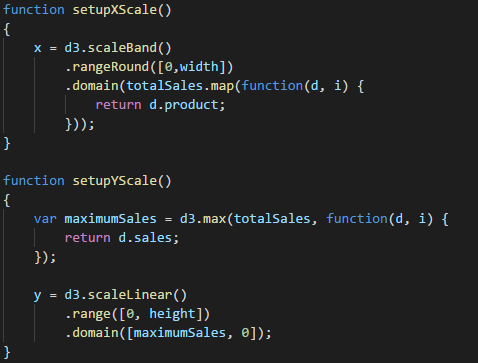 function setupXScale()
{
    x = d3.scaleBand()
        .rangeRound([0,width])
        .domain(totalSales.map(function(d, i) {
            return d.product;
        }));
}

function setupYScale()
{
    var maximumSales = d3.max(totalSales, function(d, i) {
        return d.sales;
    });

    y = d3.scaleLinear()
        .range([0, height])
        .domain([maximumSales, 0]);
}